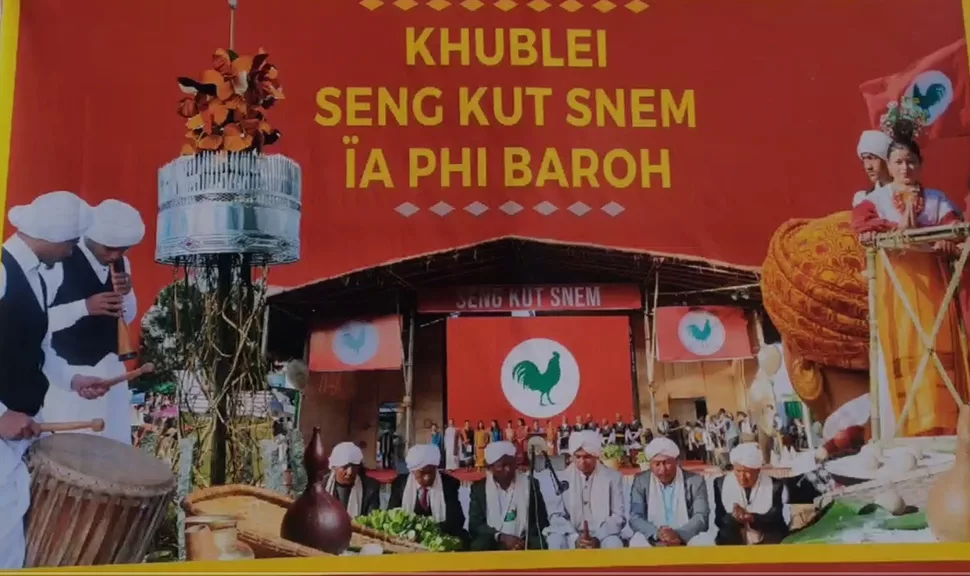 KHUBLEI
SENG KUT SNEM
ÏA PHI BAROH
SENG KUT SNEM